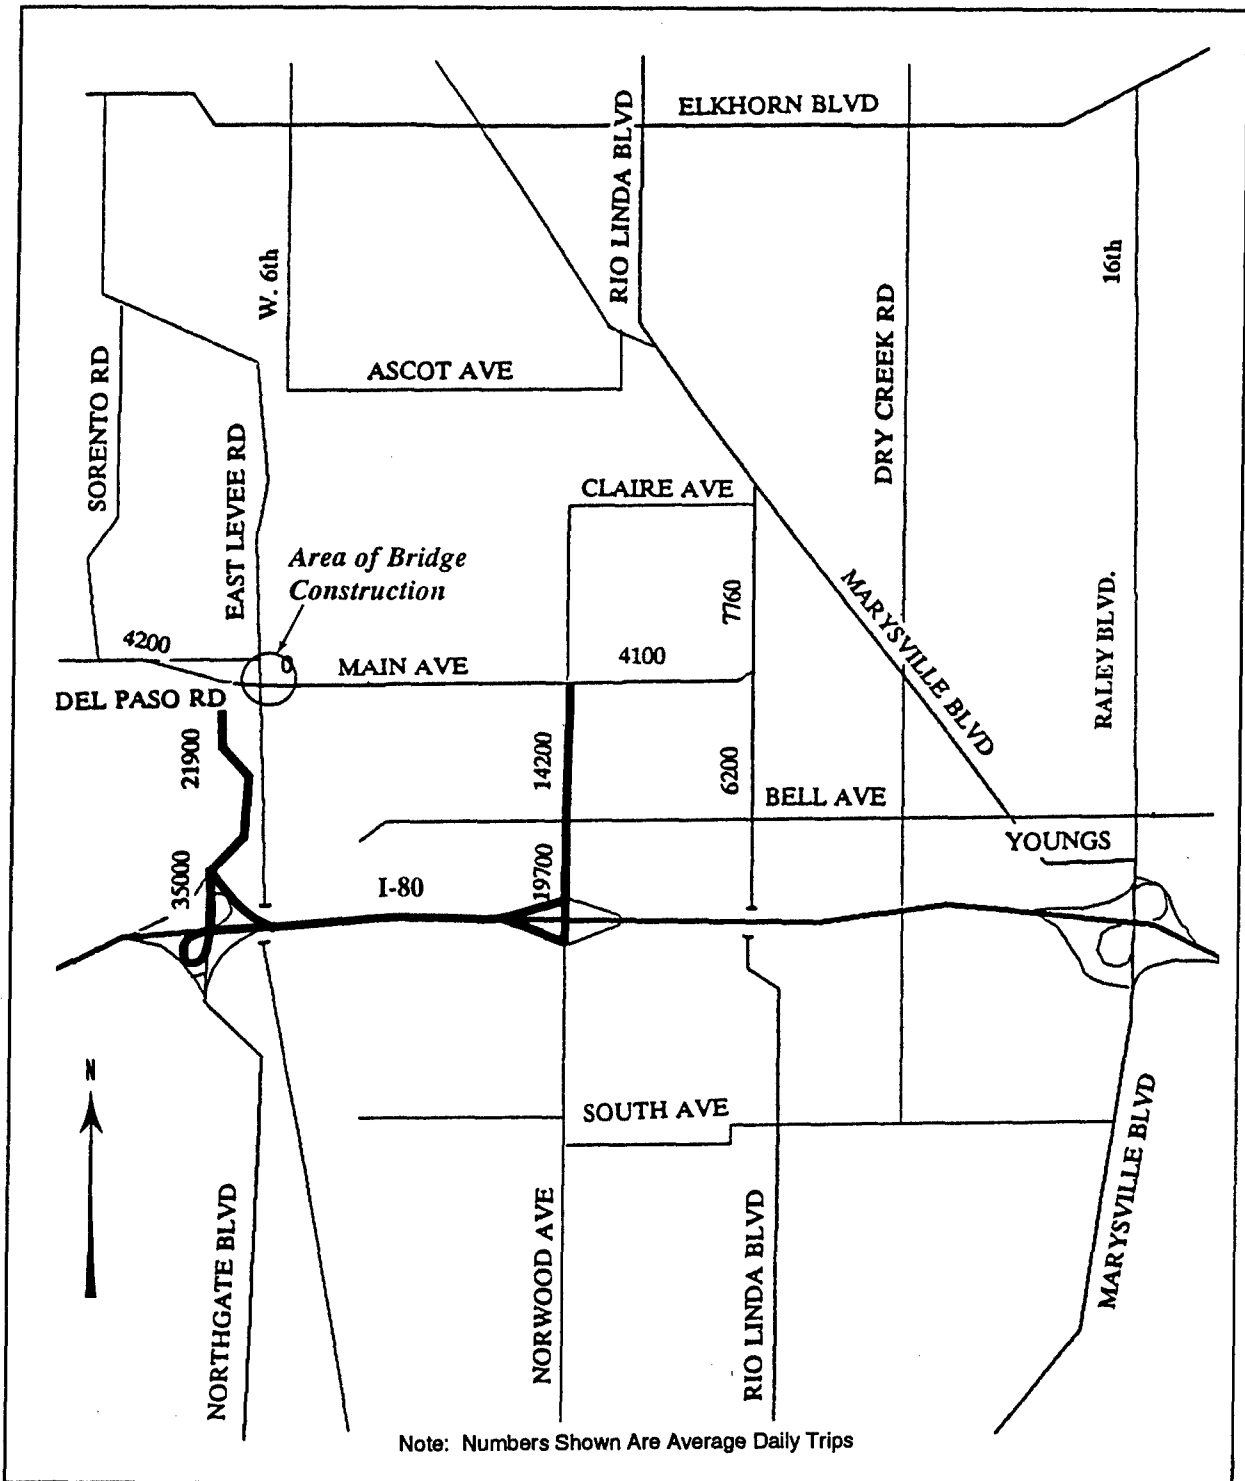 ELKHORN BLVD
RIO LINDA BLVD
W. 6th
16th
DRY CREEK RD
SORENTO RD
ASCOT AVE
EAST LEVEE RD
CLAIRE AVE
Area of Bridge
Construction
7760
MARYSVILLE BLVD
RALEY BLVD.
4200
0
MAIN AVE
4100
DEL PASO RD
21900
14200
6200
BELL AVE
YOUNGS
35000
I-80
19700
N
SOUTH AVE
MARYSVILLE BLVD
NORTHGATE BLVD
NORWOOD AVE
RIO LINDA BLVD
Note: Numbers Shown Are Average Daily Trips